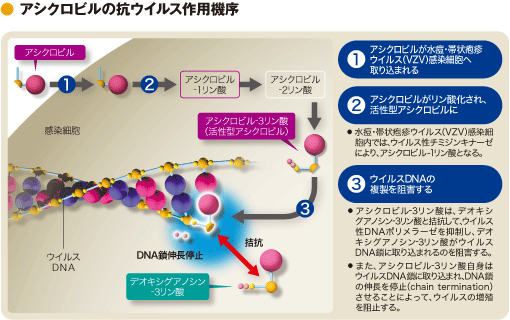 アシクロビルの抗ウイルス作用機序
アシクロビル
1
2
アシクロビル
-1リン酸
アシクロビル
-2リン酸
感染細胞
アシクロビル-3リン酸
(活性型アシクロビル)
3
ウイルス
DNA
DNA鎖伸長停止
拮抗
デオキシグアノシン
-3リン酸
1
アシクロビルが水痘・帯状疱疹
ウイルス(VZV)感染細胞へ
取り込まれる
2
アシクロビルがリン酸化され、
活性型アシクロビルに
● 水痘・帯状疱疹ウイルス(VZV)感染細
胞内では、ウイルス性チミジンキナーゼ
により、アシクロビル-1リン酸となる。
3
ウイルスDNAの
複製を阻害する
● アシクロビル-3リン酸は、デオキシ
グアノシン-3リン酸と拮抗して、ウイルス
性DNAポリメラーゼを抑制し、デオ
キシグアノシン-3リン酸がウイルス
DNA鎖に取り込まれるのを阻害する。
● また、アシクロビル-3リン酸自身は
ウイルスDNA鎖に取り込まれ、DNA鎖
の伸長を停止(chain termination)
させることによって、ウイルスの増殖
を阻止する。